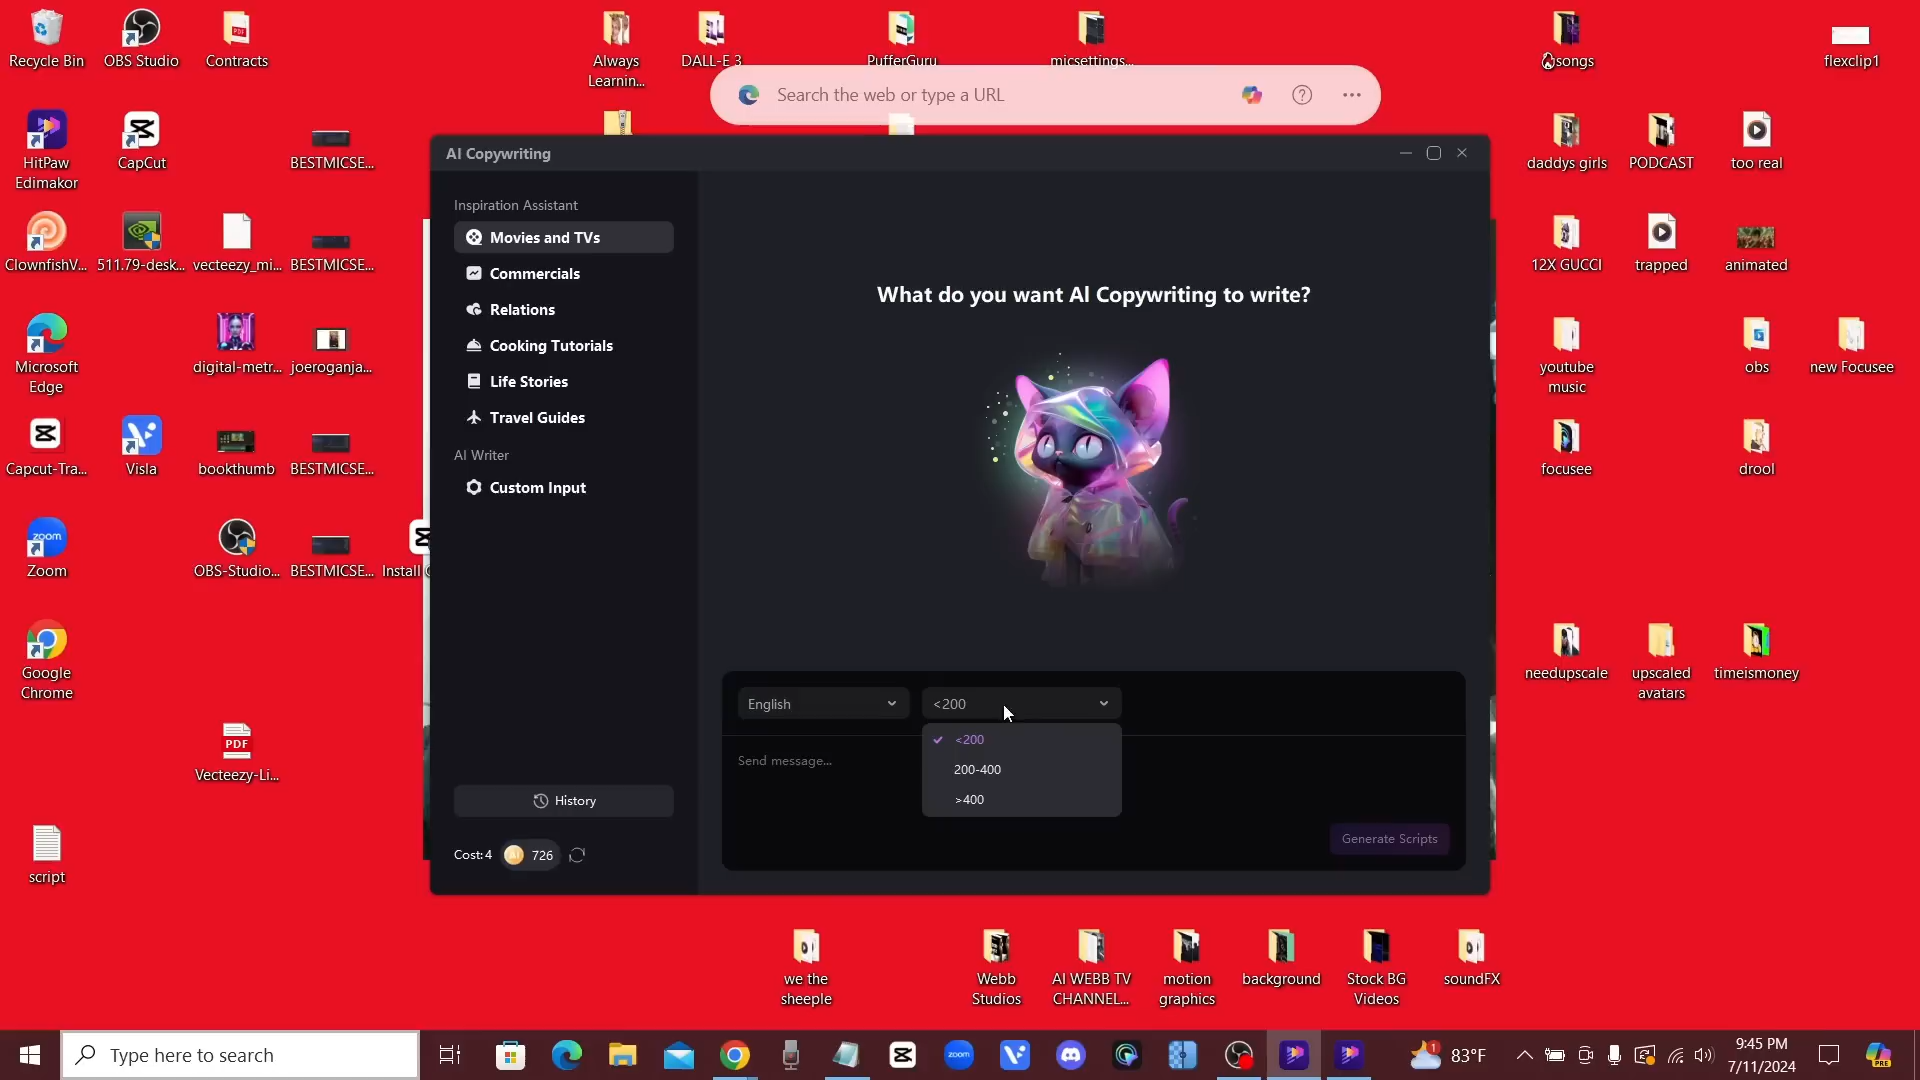 Recycle Bin
OBS Studio
Contracts
Always
Learnin...
DALL-E 3
PufferGuru
micsettings...
songs
flexclip1
Search the web or type a URL
HitPaw
Edimakor
CapCut
BESTMICSE...
daddys girls
PODCAST
too real
ClownfishV...
511.79-desk...
vecteezy_mi...
BESTMICSE...
12X GUCCI
trapped
animated
Microsoft
Edge
digital-metr...
joeroganja...
youtube
music
obs
new Focusee
Capcut-Tra...
Visla
bookthumb
BESTMICSE...
focusee
drool
Zoom
OBS-Studio...
BESTMICSE...
Install
Google
Chrome
needupscale
upscaled
avatars
timeismoney
PDF
Vecteezy-Li...
script
AI Copywriting
Inspiration Assistant
Movies and TVs
Commercials
Relations
Cooking Tutorials
Life Stories
Travel Guides
AI Writer
Custom Input
History
Cost:4
AI
726
What do you want AI Copywriting to write?
English
<200
<200
200-400
>400
Send message...
Generate Scripts
we the
sheeple
Webb
Studios
AI WEBB TV
CHANNEL...
motion
graphics
background
Stock BG
Videos
soundFX
Type here to search
zoom
1
83°F
9:45 PM
7/11/2024
PRE